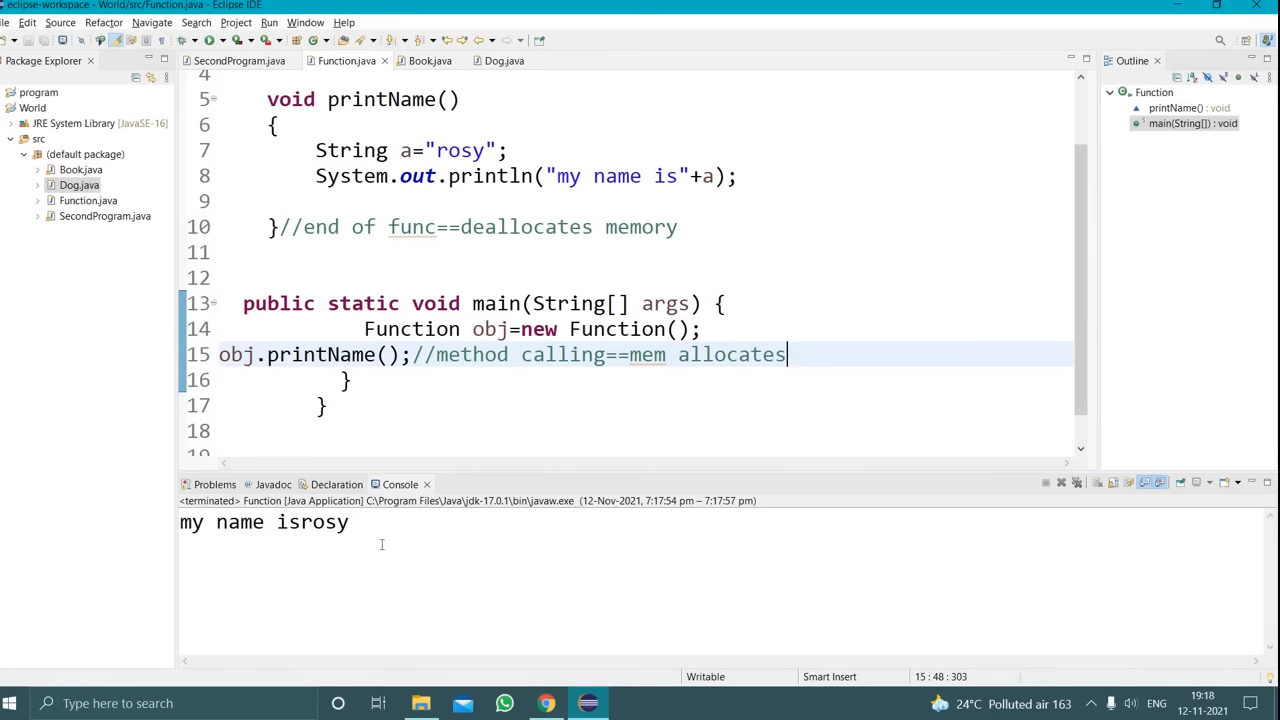 eclipse-workspace - World/src/Function.java - Eclipse IDE
File Edit Source Refactor Navigate Search Project Run Window Help
Package Explorer
SecondProgram.java Function.java Book.java Dog.java
Outline
program
World
JRE System Library [JavaSE-16]
src
(default package)
Book.java
Dog.java
Function.java
SecondProgram.java
4
5 void printName()
6 {
7 String a="rosy";
8 System.out.println("my name is"+a);
9
10 }//end of func==deallocates memory
11
12
13 public static void main(String[] args) {
14 Function obj=new Function();
15 obj.printName();//method calling==mem allocates
16 }
17 }
18
19
Function
printName() : void
main(String[]) : void
Problems Javadoc Declaration Console
<terminated> Function [Java Application] C:\Program Files\Java\jdk-17.0.1\bin\javaw.exe (12-Nov-2021, 7:17:54 pm – 7:17:57 pm)
my name isrosy
Writable Smart Insert 15 : 48 : 303
Type here to search
24°C Polluted air 163 ENG 19:18
12-11-2021